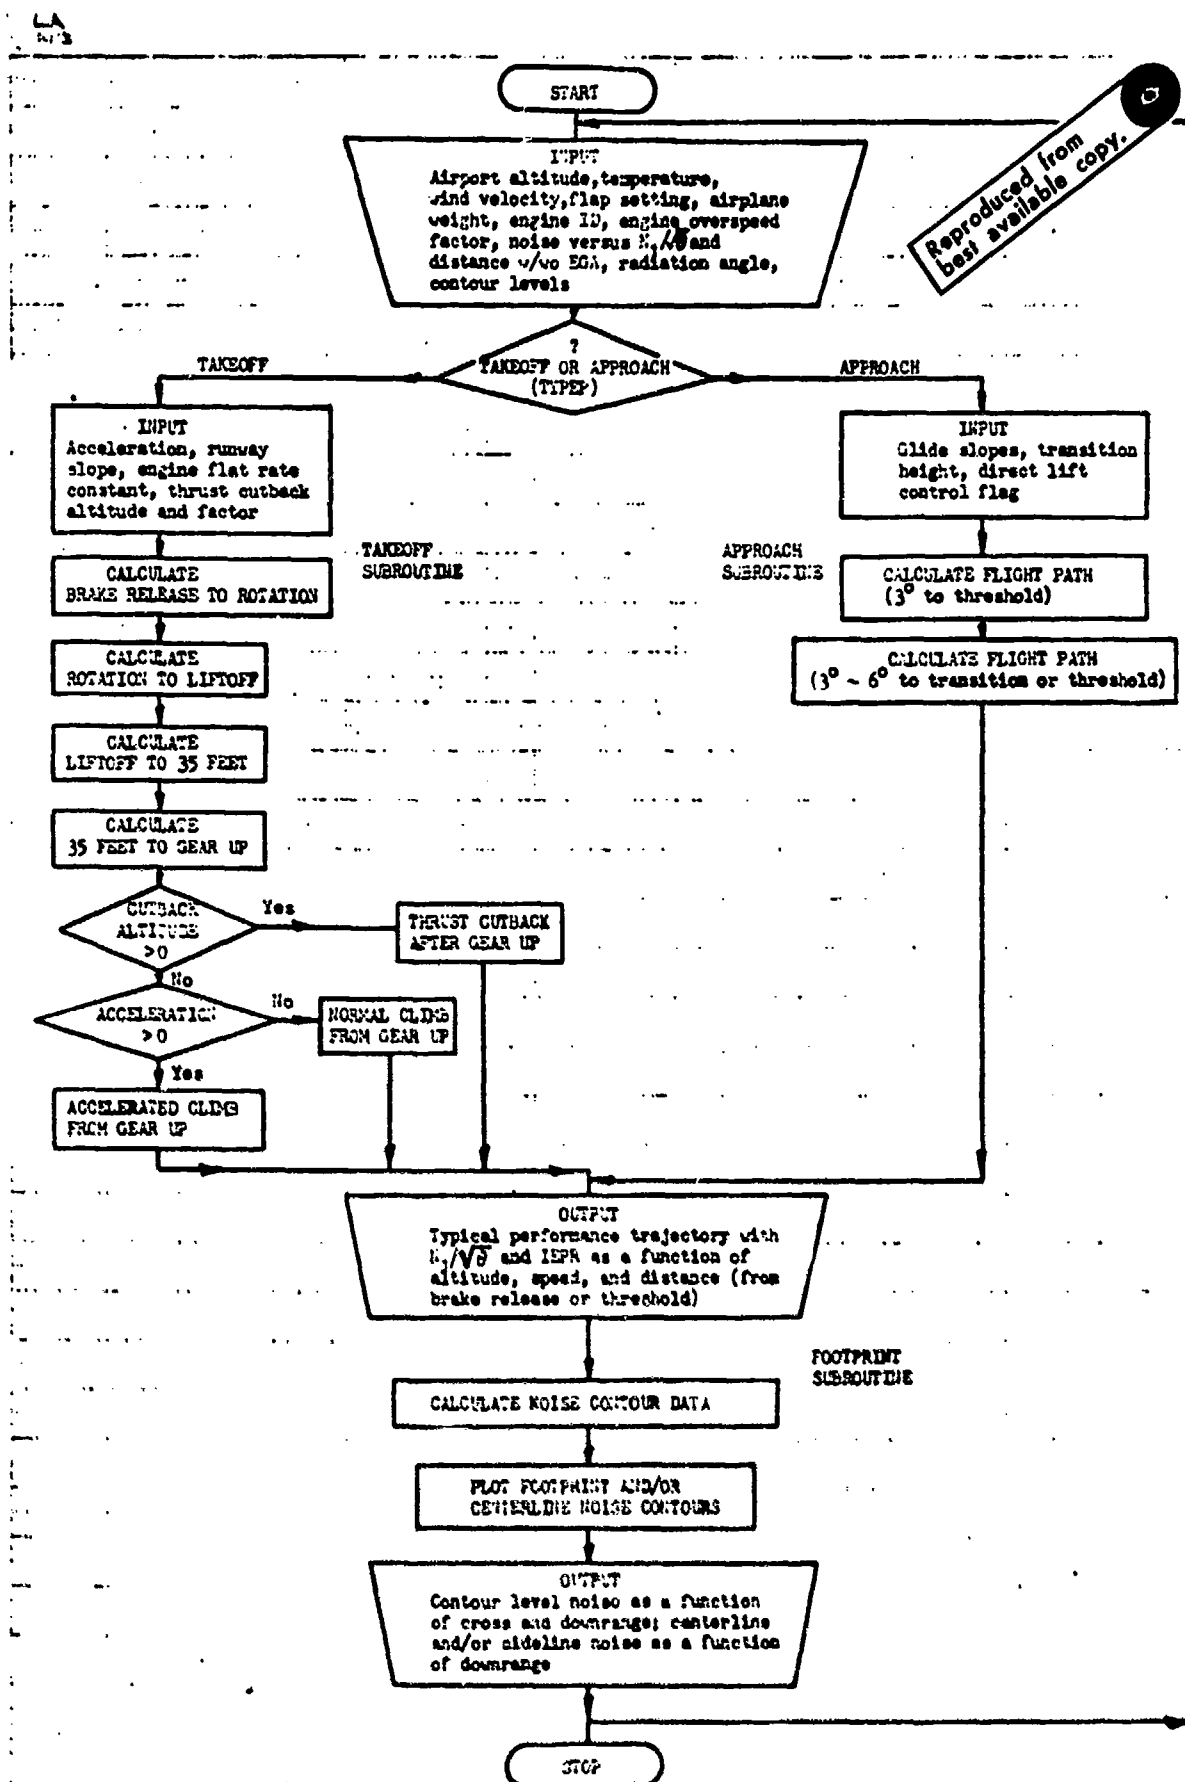 START
INPUT
Airport altitude, temperature,
wind velocity, flap setting, airplane
weight, engine ID, engine overspeed
factor, noise versus N₁/√θ and
distance w/wo EGA, radiation angle,
contour levels
Reproduced from
best available copy.
?
TAKEOFF OR APPROACH
(TYPEP)
TAKEOFF
APPROACH
INPUT
Acceleration, runway
slope, engine flat rate
constant, thrust cutback
altitude and factor
INPUT
Glide slopes, transition
height, direct lift
control flag
TAKEOFF
SUBROUTINE
APPROACH
SUBROUTINE
CALCULATE
BRAKE RELEASE TO ROTATION
CALCULATE FLIGHT PATH
(3° to threshold)
CALCULATE
ROTATION TO LIFTOFF
CALCULATE FLIGHT PATH
(3° ~ 6° to transition or threshold)
CALCULATE
LIFTOFF TO 35 FEET
CALCULATE
35 FEET TO GEAR UP
CUTBACK
ALTITUDE
>0
Yes
THRUST CUTBACK
AFTER GEAR UP
No
ACCELERATION
>0
No
NORMAL CLIMB
FROM GEAR UP
Yes
ACCELERATED CLIMB
FROM GEAR UP
OUTPUT
Typical performance trajectory with
N₁/√θ and IEPR as a function of
altitude, speed, and distance (from
brake release or threshold)
FOOTPRINT
SUBROUTINE
CALCULATE NOISE CONTOUR DATA
PLOT FOOTPRINT AND/OR
CENTERLINE NOISE CONTOURS
OUTPUT
Contour level noise as a function
of cross and downrange; centerline
and/or sideline noise as a function
of downrange
STOP